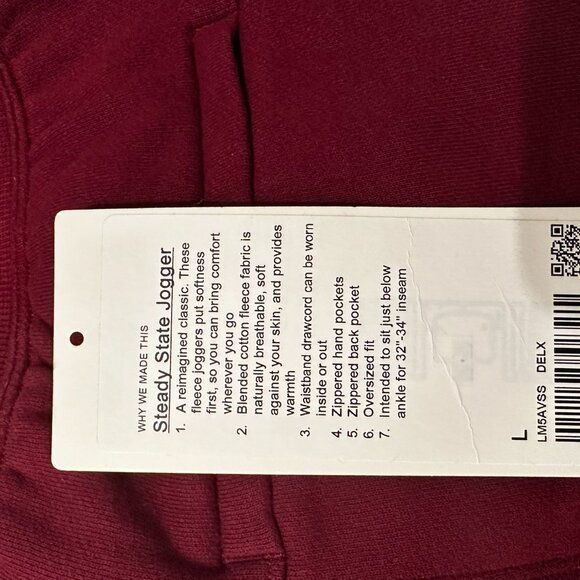 WHY WE MADE THIS
Steady State Jogger
1. A reimagined classic. These
fleece joggers put softness
first, so you can bring comfort
wherever you go
2. Blended cotton fleece fabric is
naturally breathable, soft
against your skin, and provides
warmth
3. Waistband drawcord can be worn
inside or out
4. Zippered hand pockets
5. Zippered back pocket
6. Oversized fit
7. Intended to sit just below
ankle for 32"-34" inseam
L
LM5AVSS DELX